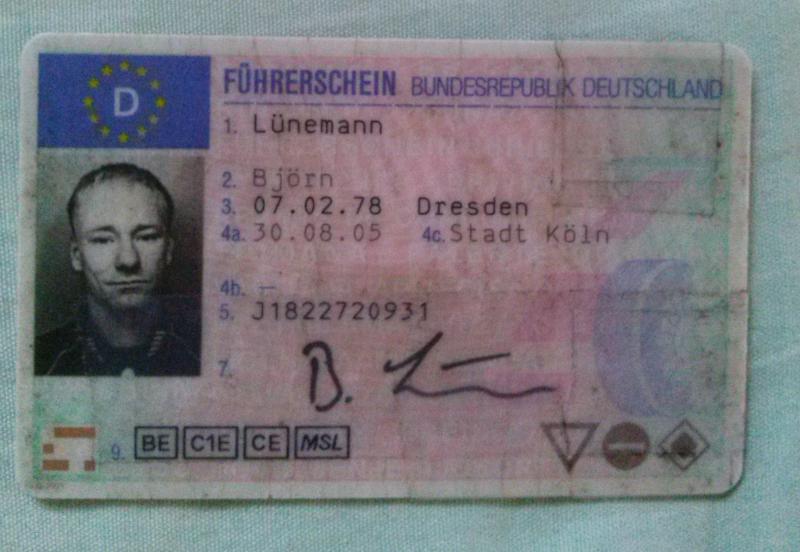 D
FÜHRERSCHEIN BUNDESREPUBLIK DEUTSCHLAND
1. Lünemann
2. Björn
3. 07.02.78 Dresden
4a. 30.08.05 4c. Stadt Köln
4b. —
5. J1822720931
7. B. 
9. BE C1E CE MSL